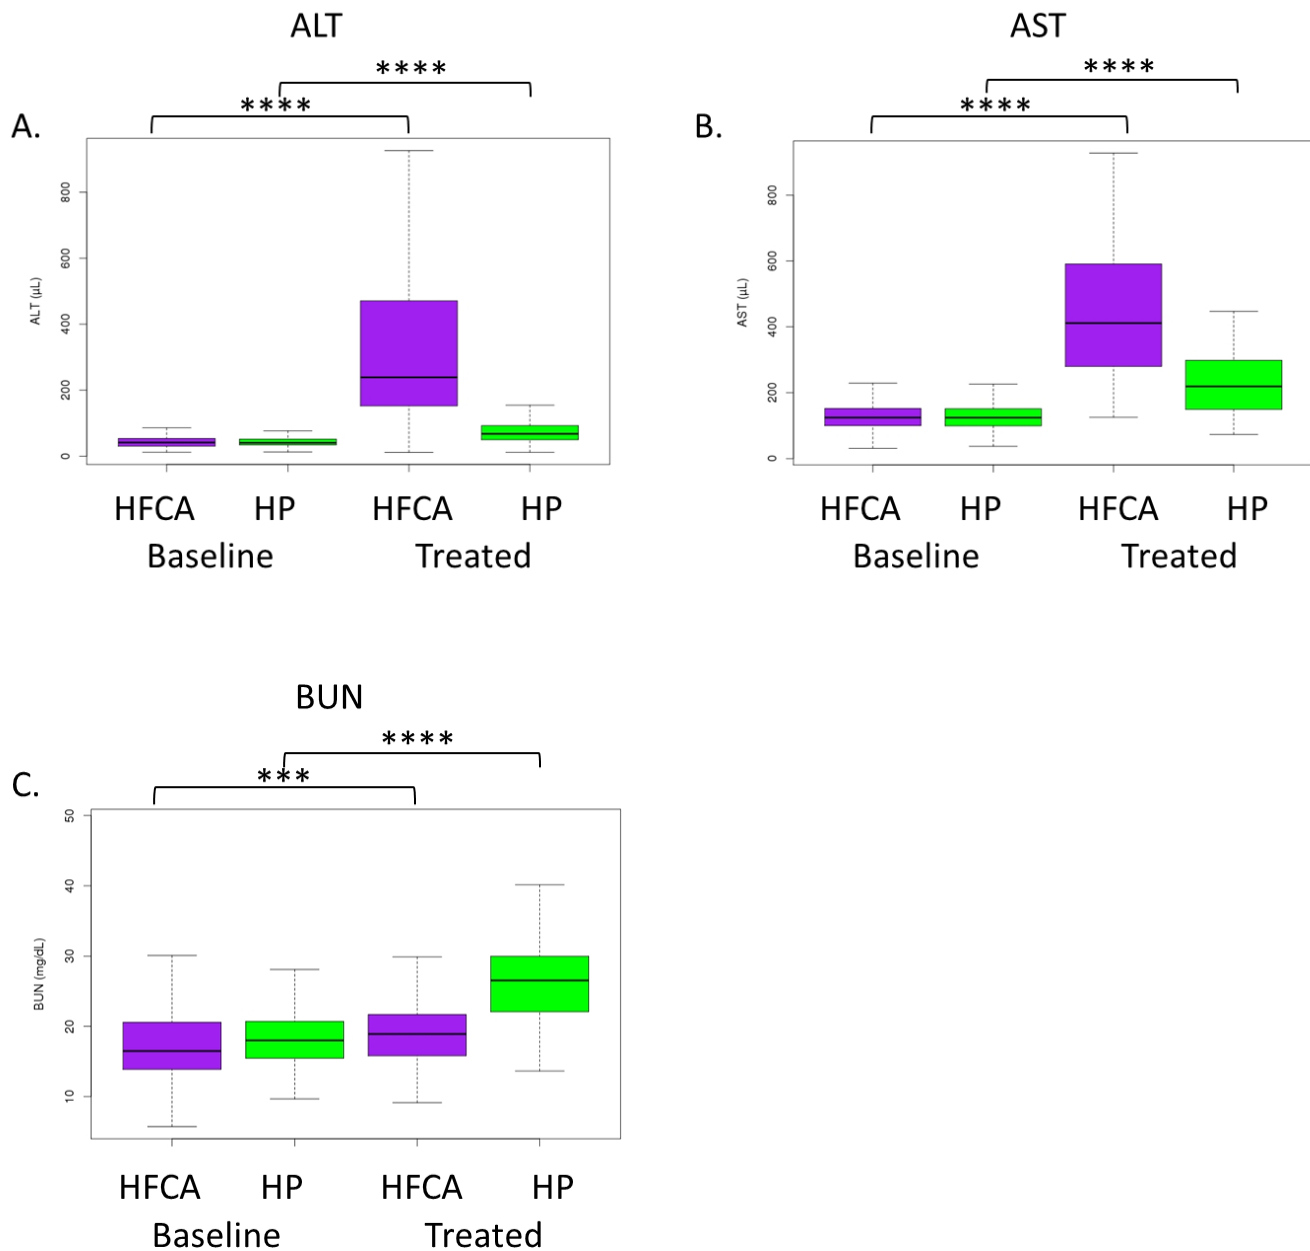 ALT
****
****
A.
800
600
400
200
0
ALT (µL)
HFCA HP HFCA HP
Baseline Treated
AST
****
****
B.
800
600
400
200
0
AST (µL)
HFCA HP HFCA HP
Baseline Treated
BUN
****
***
C.
50
40
30
20
10
BUN (mg/dL)
HFCA HP HFCA HP
Baseline Treated